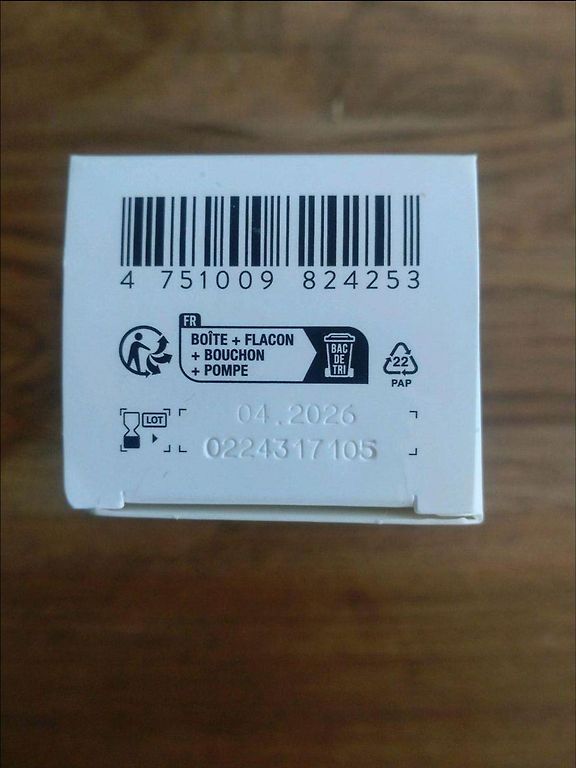 4 751009 824253
FR
BOÎTE + FLACON
+ BOUCHON
+ POMPE
BAC
DE
TRI
22
PAP
LOT
04.2026
0224317105